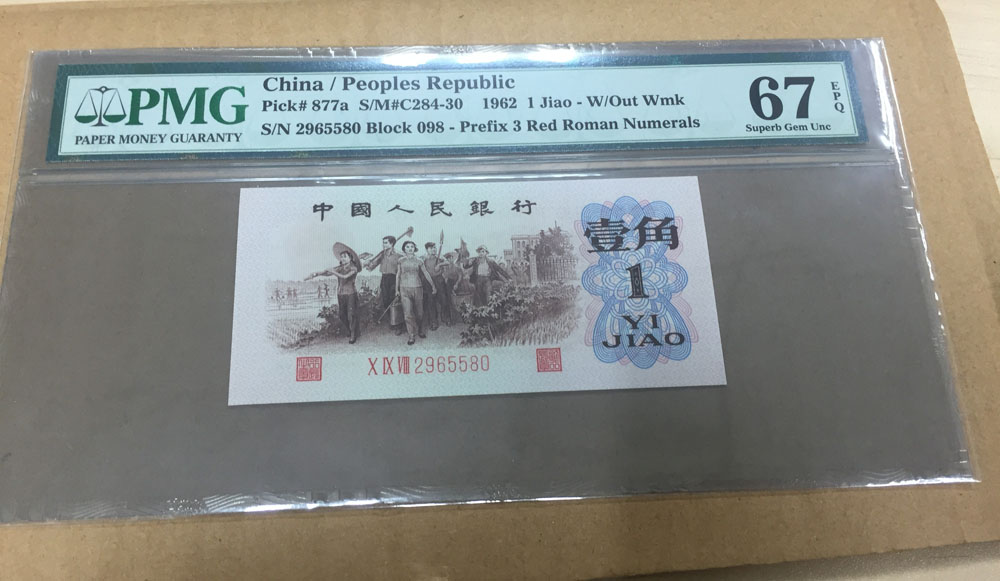 PMG
PAPER MONEY GUARANTY
China / Peoples Republic
Pick# 877a S/M#C284-30 1962 1 Jiao - W/Out Wmk
S/N 2965580 Block 098 - Prefix 3 Red Roman Numerals
67
EPQ
Superb Gem Unc
中國人民銀行
壹角
1
YI
JIAO
X IX VIII 2965580